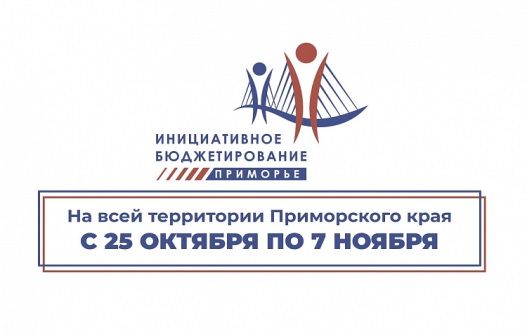 ИНИЦИАТИВНОЕ
БЮДЖЕТИРОВАНИЕ
ПРИМОРЬЕ
На всей территории Приморского края
С 25 ОКТЯБРЯ ПО 7 НОЯБРЯ